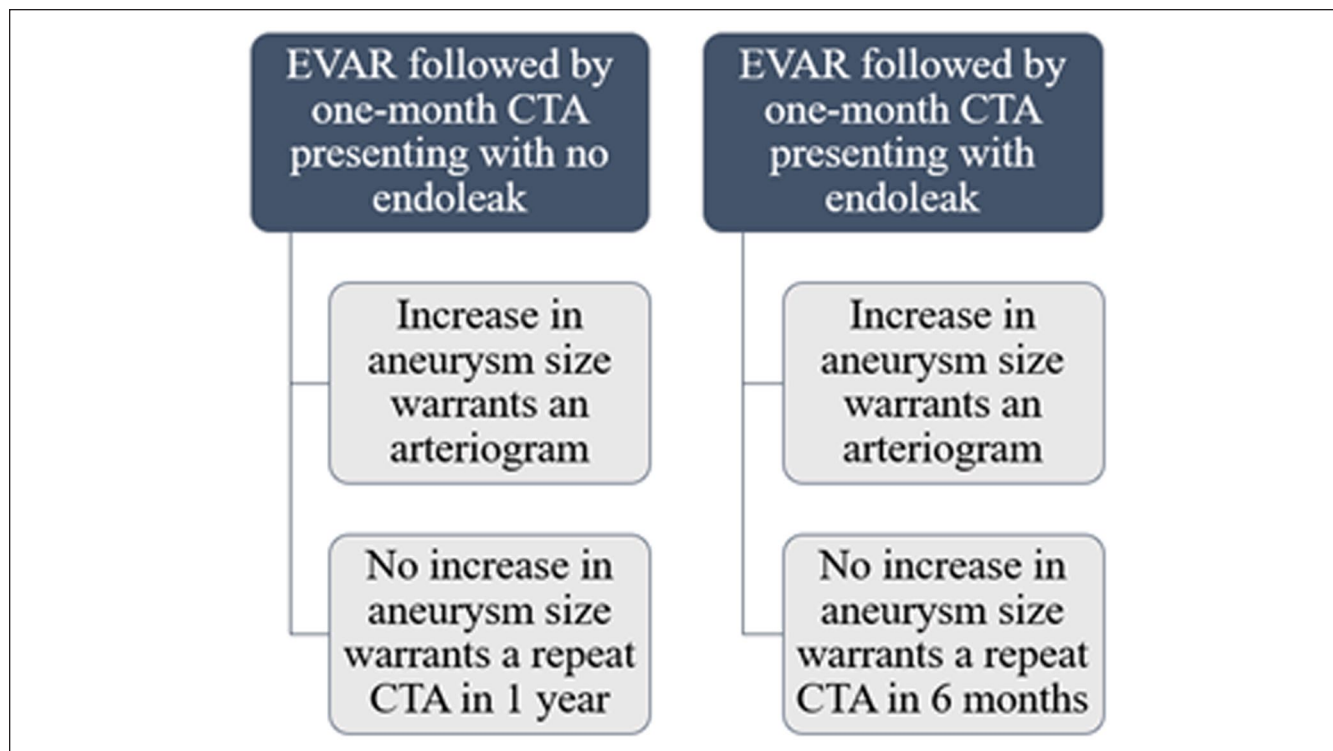 EVAR followed by
one-month CTA
presenting with no
endoleak
Increase in
aneurysm size
warrants an
arteriogram
No increase in
aneurysm size
warrants a repeat
CTA in 1 year
EVAR followed by
one-month CTA
presenting with
endoleak
Increase in
aneurysm size
warrants an
arteriogram
No increase in
aneurysm size
warrants a repeat
CTA in 6 months